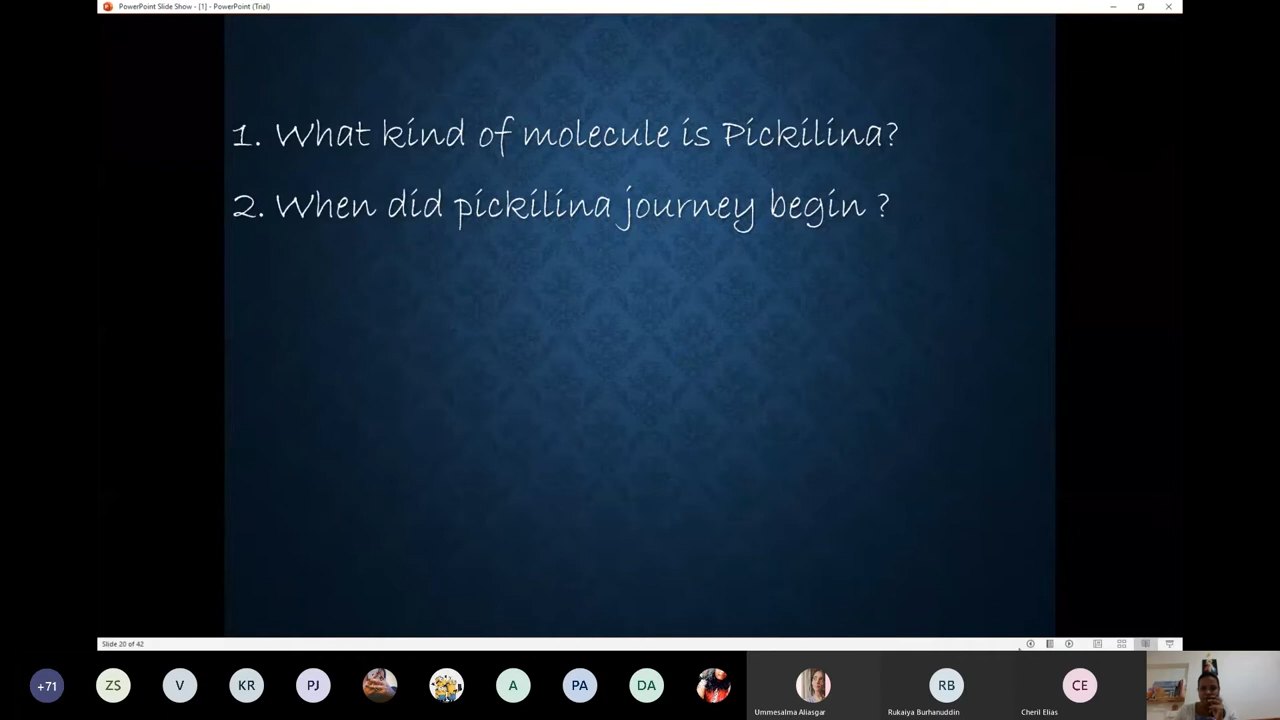 PowerPoint Slide Show - [1] - PowerPoint (Trial)
1. What kind of molecule is Pickilina?
2. When did pickilina journey begin ?
Slide 20 of 42
+71
ZS
V
KR
PJ
A
PA
DA
RB
CE
Ummesalma Aliasgar
Rukaiya Burhanuddin
Cheril Elias